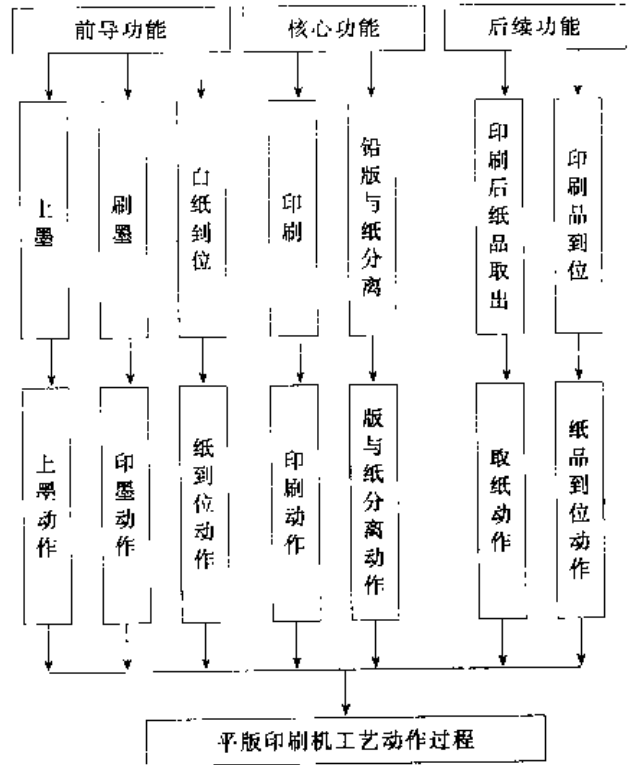 前导功能
核心功能
后续功能
上墨
刷墨
白纸到位
印刷
铅版与纸分离
印刷后纸品取出
印刷品到位
上墨动作
印墨动作
纸到位动作
印刷动作
版与纸分离动作
取纸动作
纸品到位动作
平版印刷机工艺动作过程